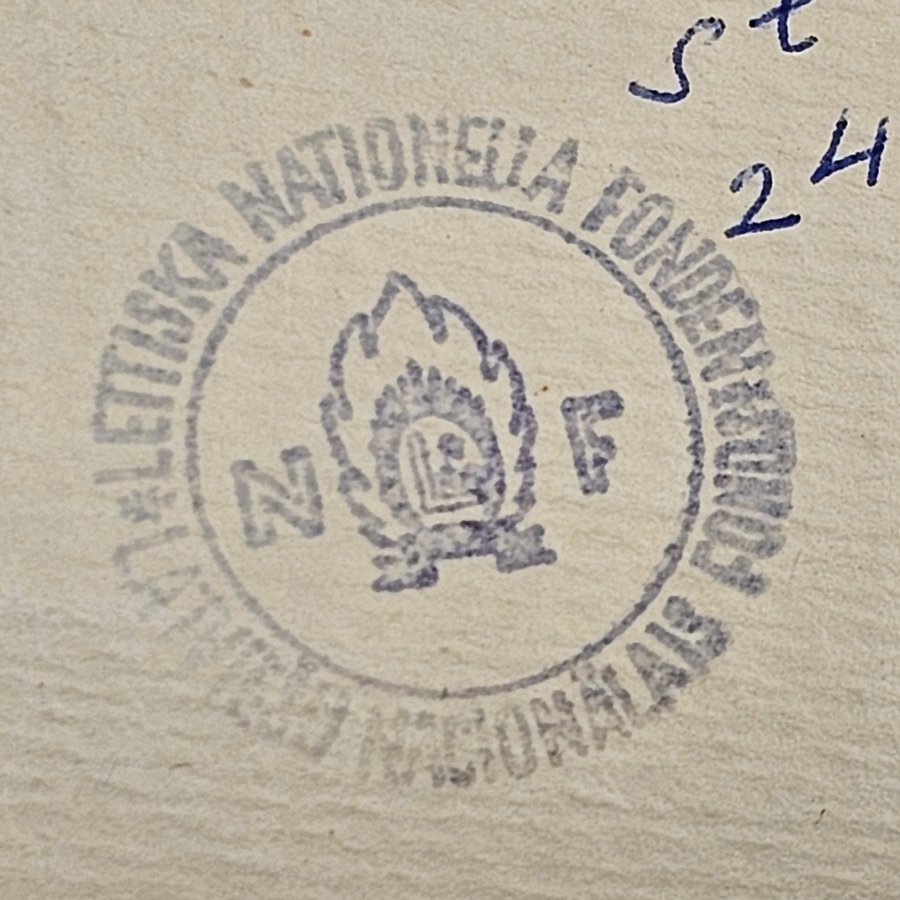 St
24
LETTISKA NATIONELLA FONDEN
LATVIEŠU NACIONĀLAIS FONDS
N F